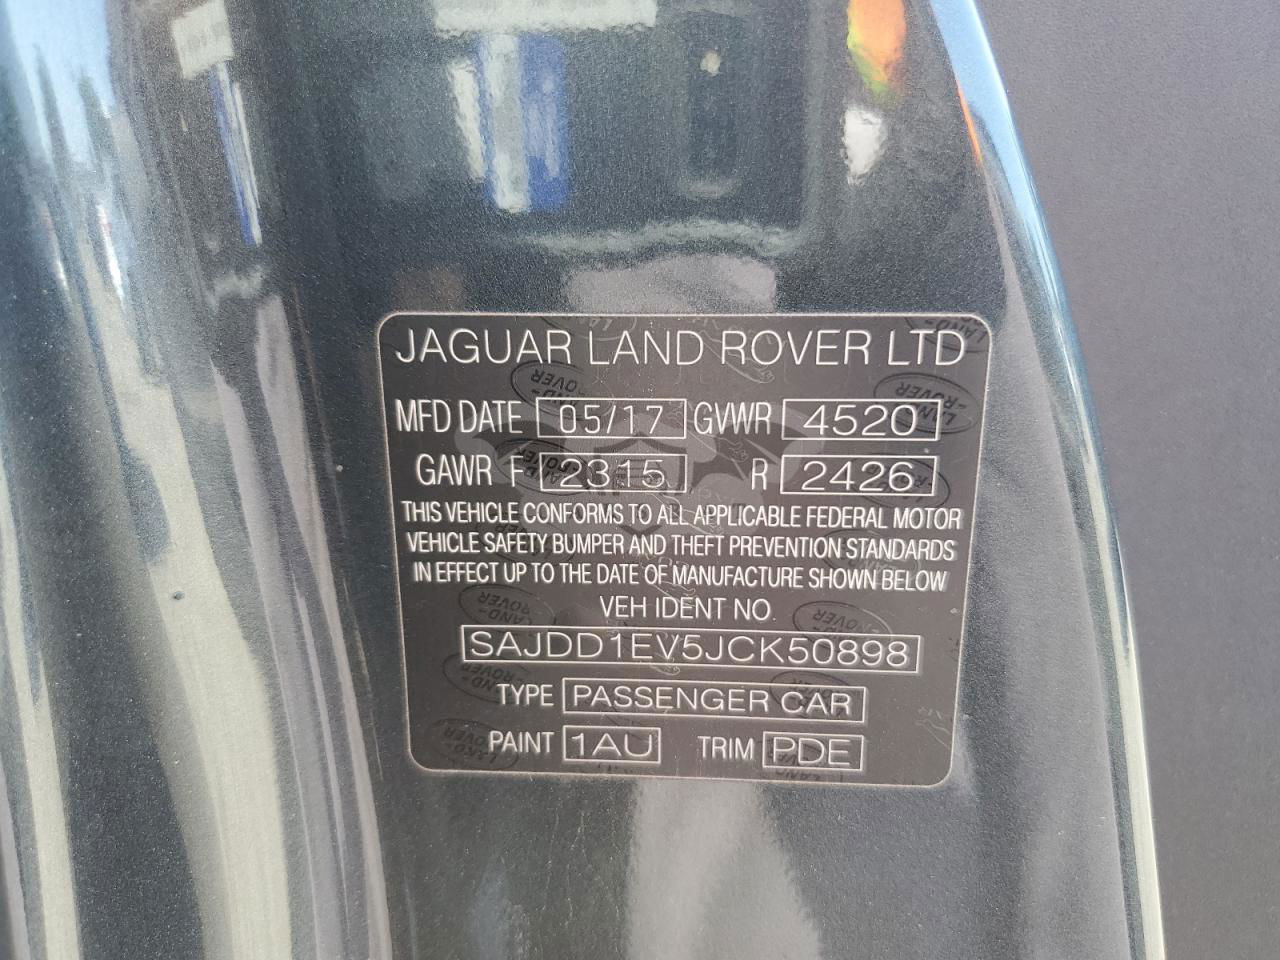 JAGUAR LAND ROVER LTD
MFD DATE 05/17 GVWR 4520
GAWR F 2315 R 2426
THIS VEHICLE CONFORMS TO ALL APPLICABLE FEDERAL MOTOR
VEHICLE SAFETY BUMPER AND THEFT PREVENTION STANDARDS
IN EFFECT UP TO THE DATE OF MANUFACTURE SHOWN BELOW
VEH IDENT NO.
SAJDD1EV5JCK50898
TYPE PASSENGER CAR
PAINT 1AU TRIM PDE